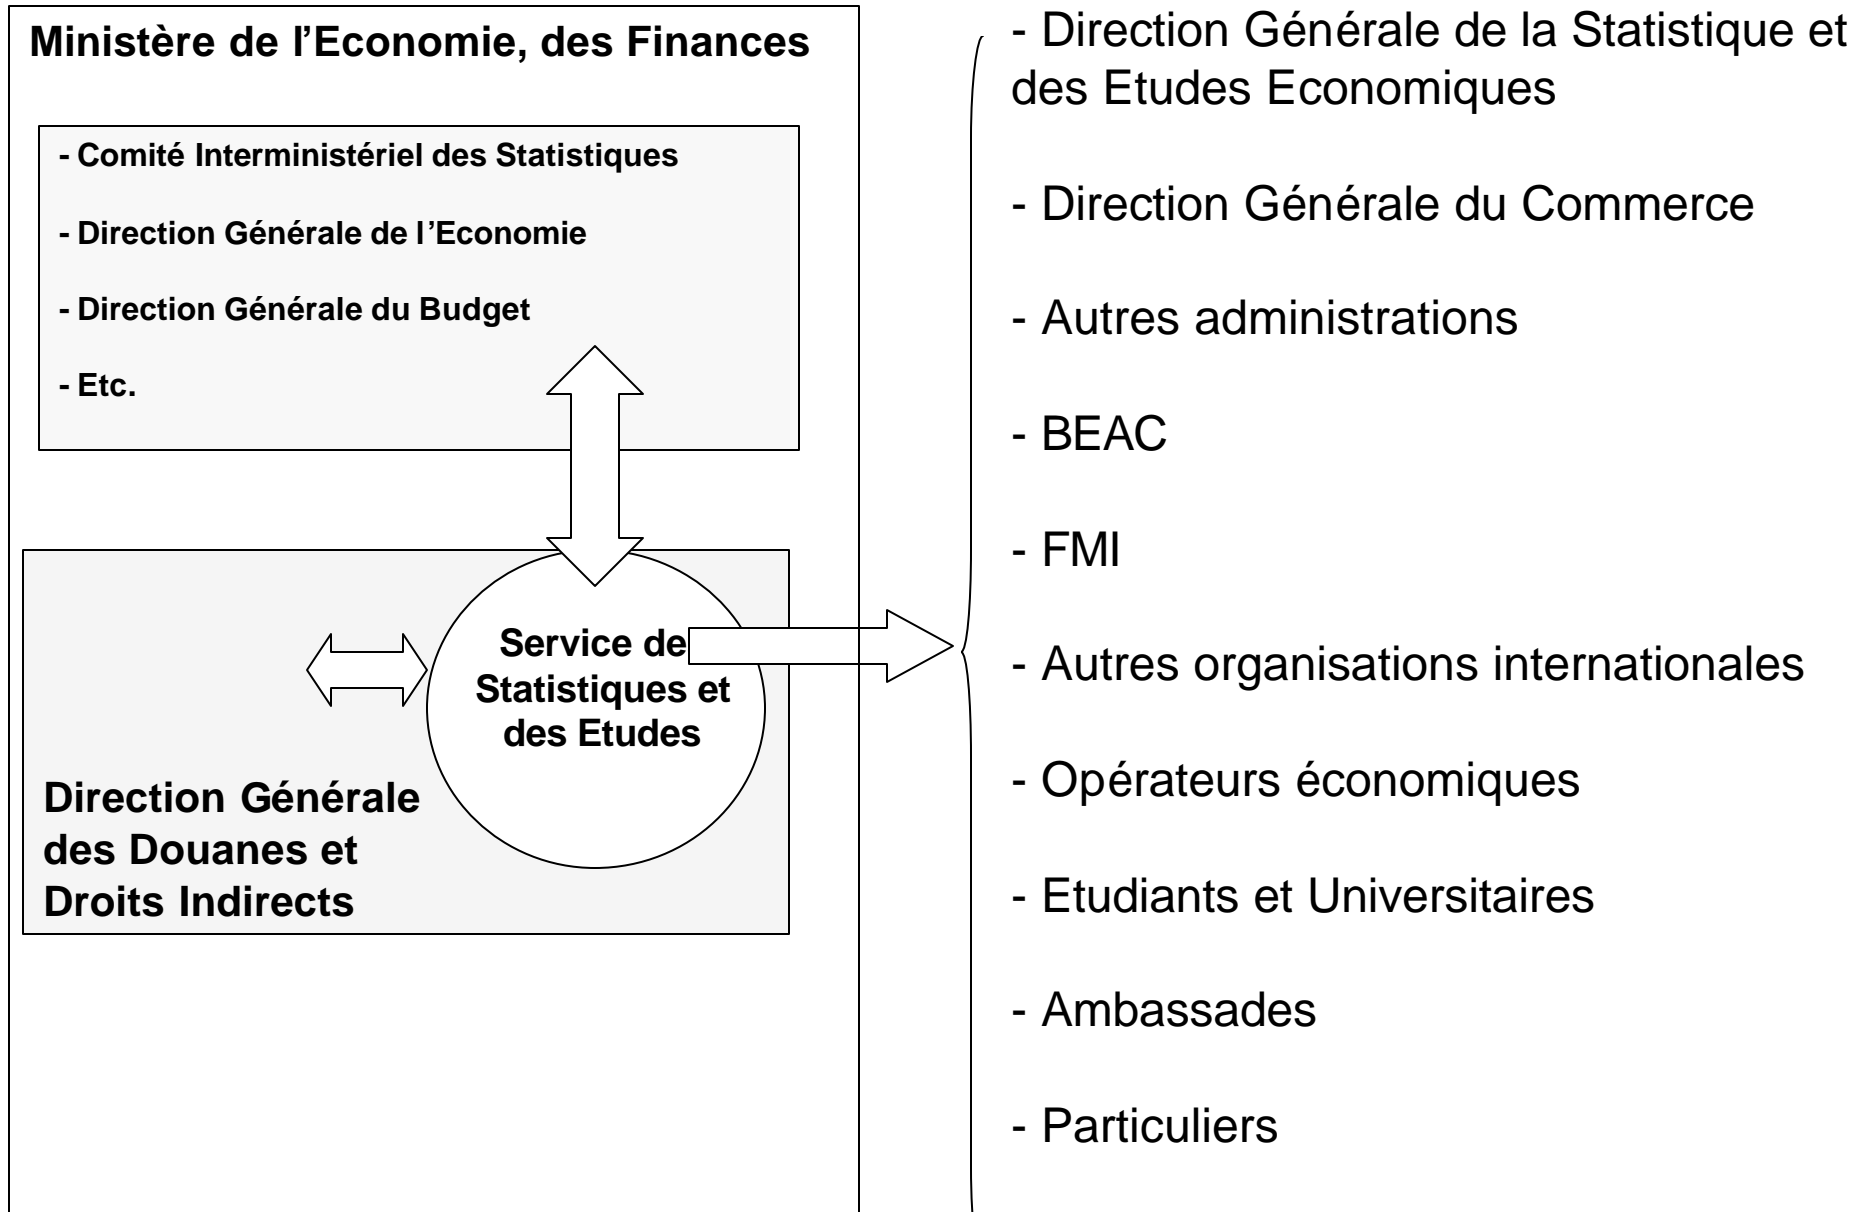 Ministère de l'Economie, des Finances
- Comité Interministériel des Statistiques
- Direction Générale de l'Economie
- Direction Générale du Budget
- Etc.
Service de
Statistiques et
des Etudes
Direction Générale
des Douanes et
Droits Indirects
- Direction Générale de la Statistique et
des Etudes Economiques
- Direction Générale du Commerce
- Autres administrations
- BEAC
- FMI
- Autres organisations internationales
- Opérateurs économiques
- Etudiants et Universitaires
- Ambassades
- Particuliers